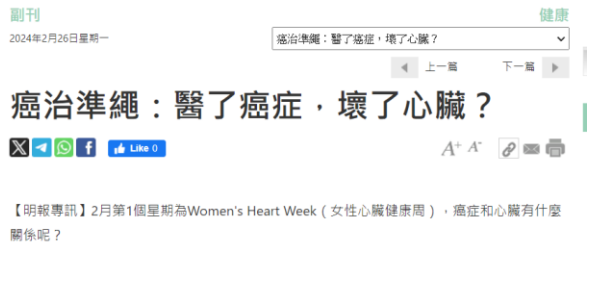 副刊
健康
2024年2月26日星期一
癌治準繩：醫了癌症，壞了心臟？
上一篇
下一篇
癌治準繩：醫了癌症，壞了心臟？
Like 0
A+ A-
【明報專訊】2月第1個星期為Women's Heart Week（女性心臟健康周），癌症和心臟有什麼
關係呢？